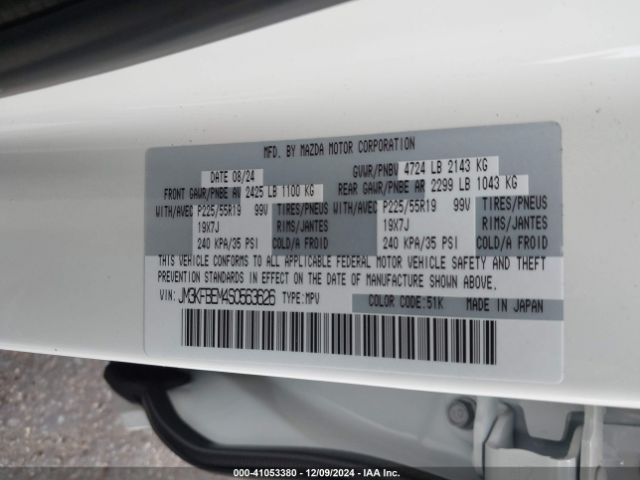 MFD. BY MAZDA MOTOR CORPORATION
DATE 08/24 GVWR/PNBV 4724 LB 2143 KG
FRONT GAWR/PNBE AV 2425 LB 1100 KG REAR GAWR/PNBE AR 2299 LB 1043 KG
WITH/AVEC P225/55R19 99V TIRES/PNEUS WITH/AVEC P225/55R19 99V TIRES/PNEUS
19X7J RIMS/JANTES 19X7J RIMS/JANTES
240 KPA/35 PSI COLD/A FROID 240 KPA/35 PSI COLD/A FROID
THIS VEHICLE CONFORMS TO ALL APPLICABLE FEDERAL MOTOR VEHICLE SAFETY AND THEFT
PREVENTION STANDARDS IN EFFECT ON THE DATE OF MANUFACTURE SHOWN ABOVE.
VIN: JM3KFBEM4S0563626 TYPE:MPV COLOR CODE:51K MADE IN JAPAN
000-41053380 - 12/09/2024 - IAA Inc.